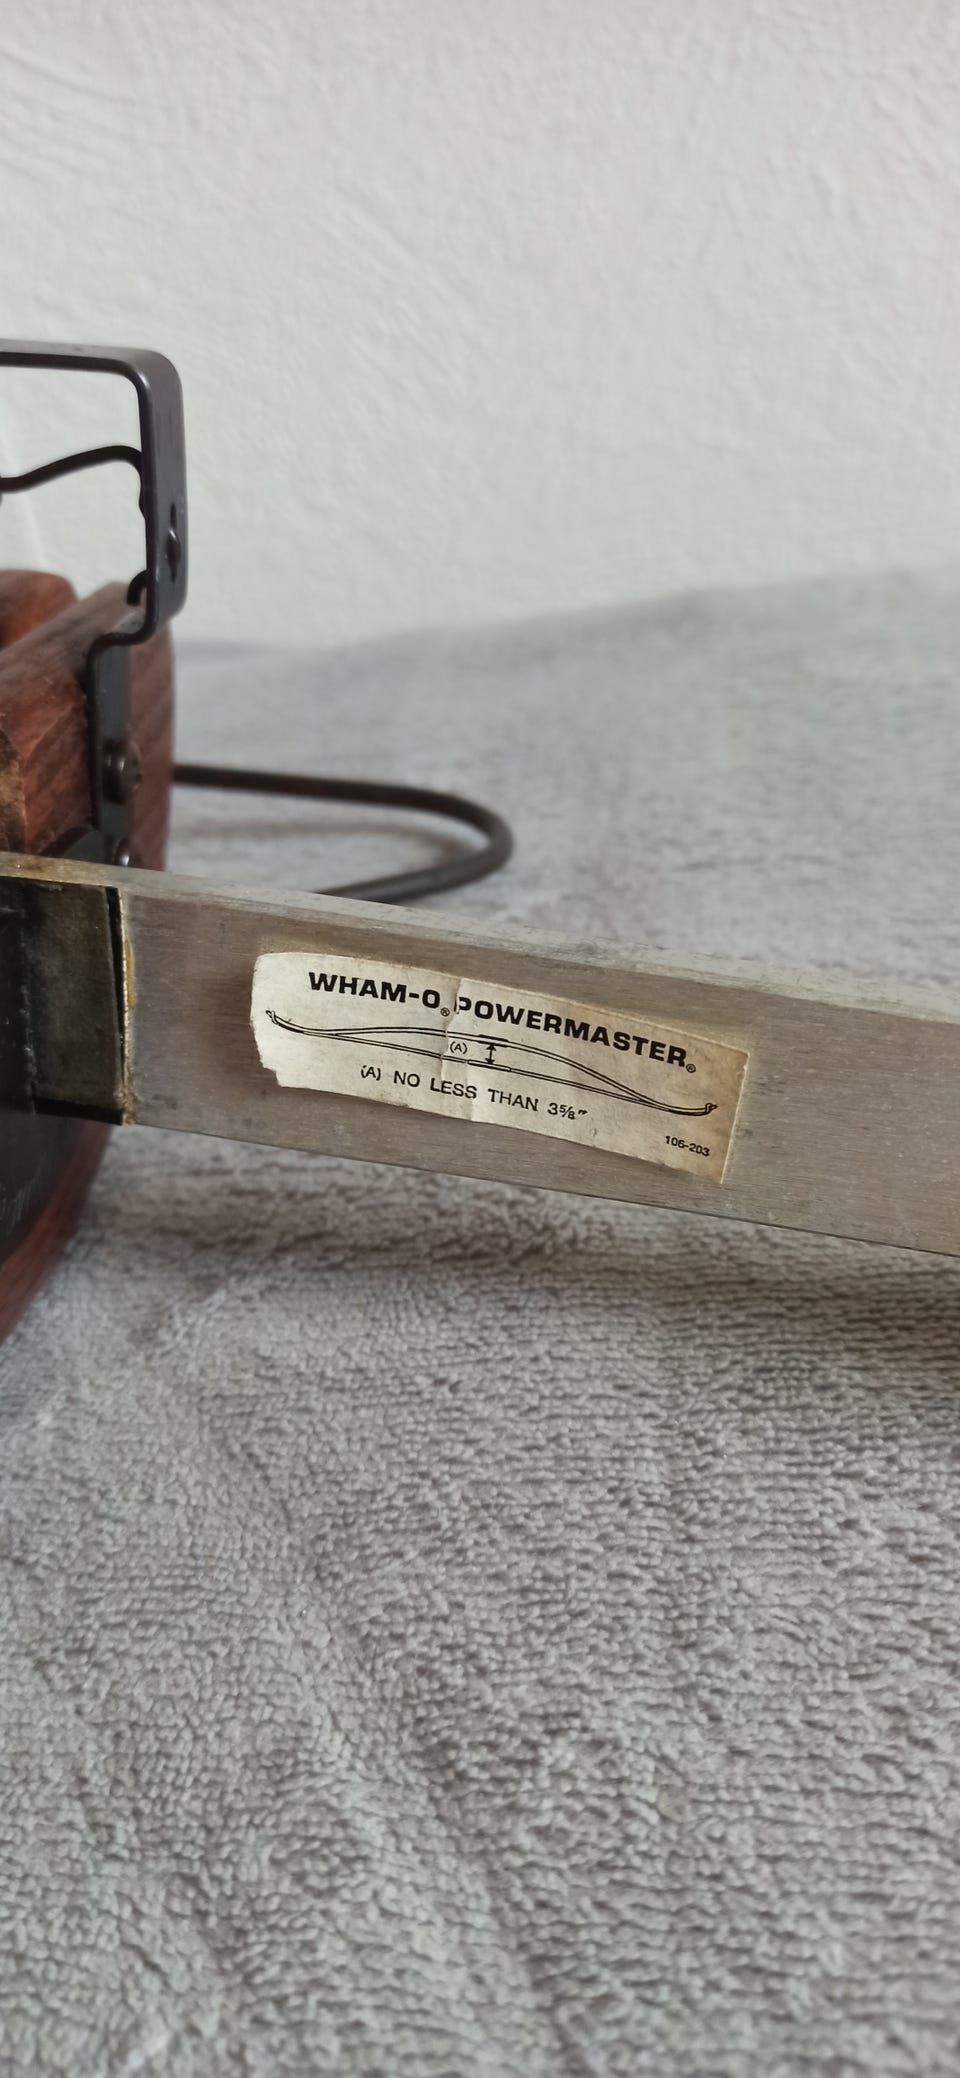 WHAM-O® POWERMASTER®
(A)
(A) NO LESS THAN 3⅝"
106-203